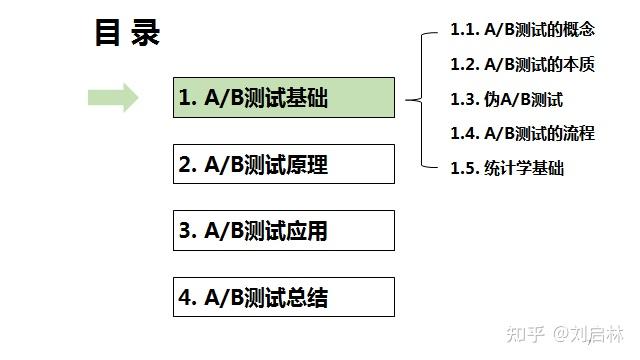 目 录
1. A/B测试基础
1.1. A/B测试的概念
1.2. A/B测试的本质
1.3. 伪A/B测试
1.4. A/B测试的流程
1.5. 统计学基础
2. A/B测试原理
3. A/B测试应用
4. A/B测试总结
知乎 @刘启林